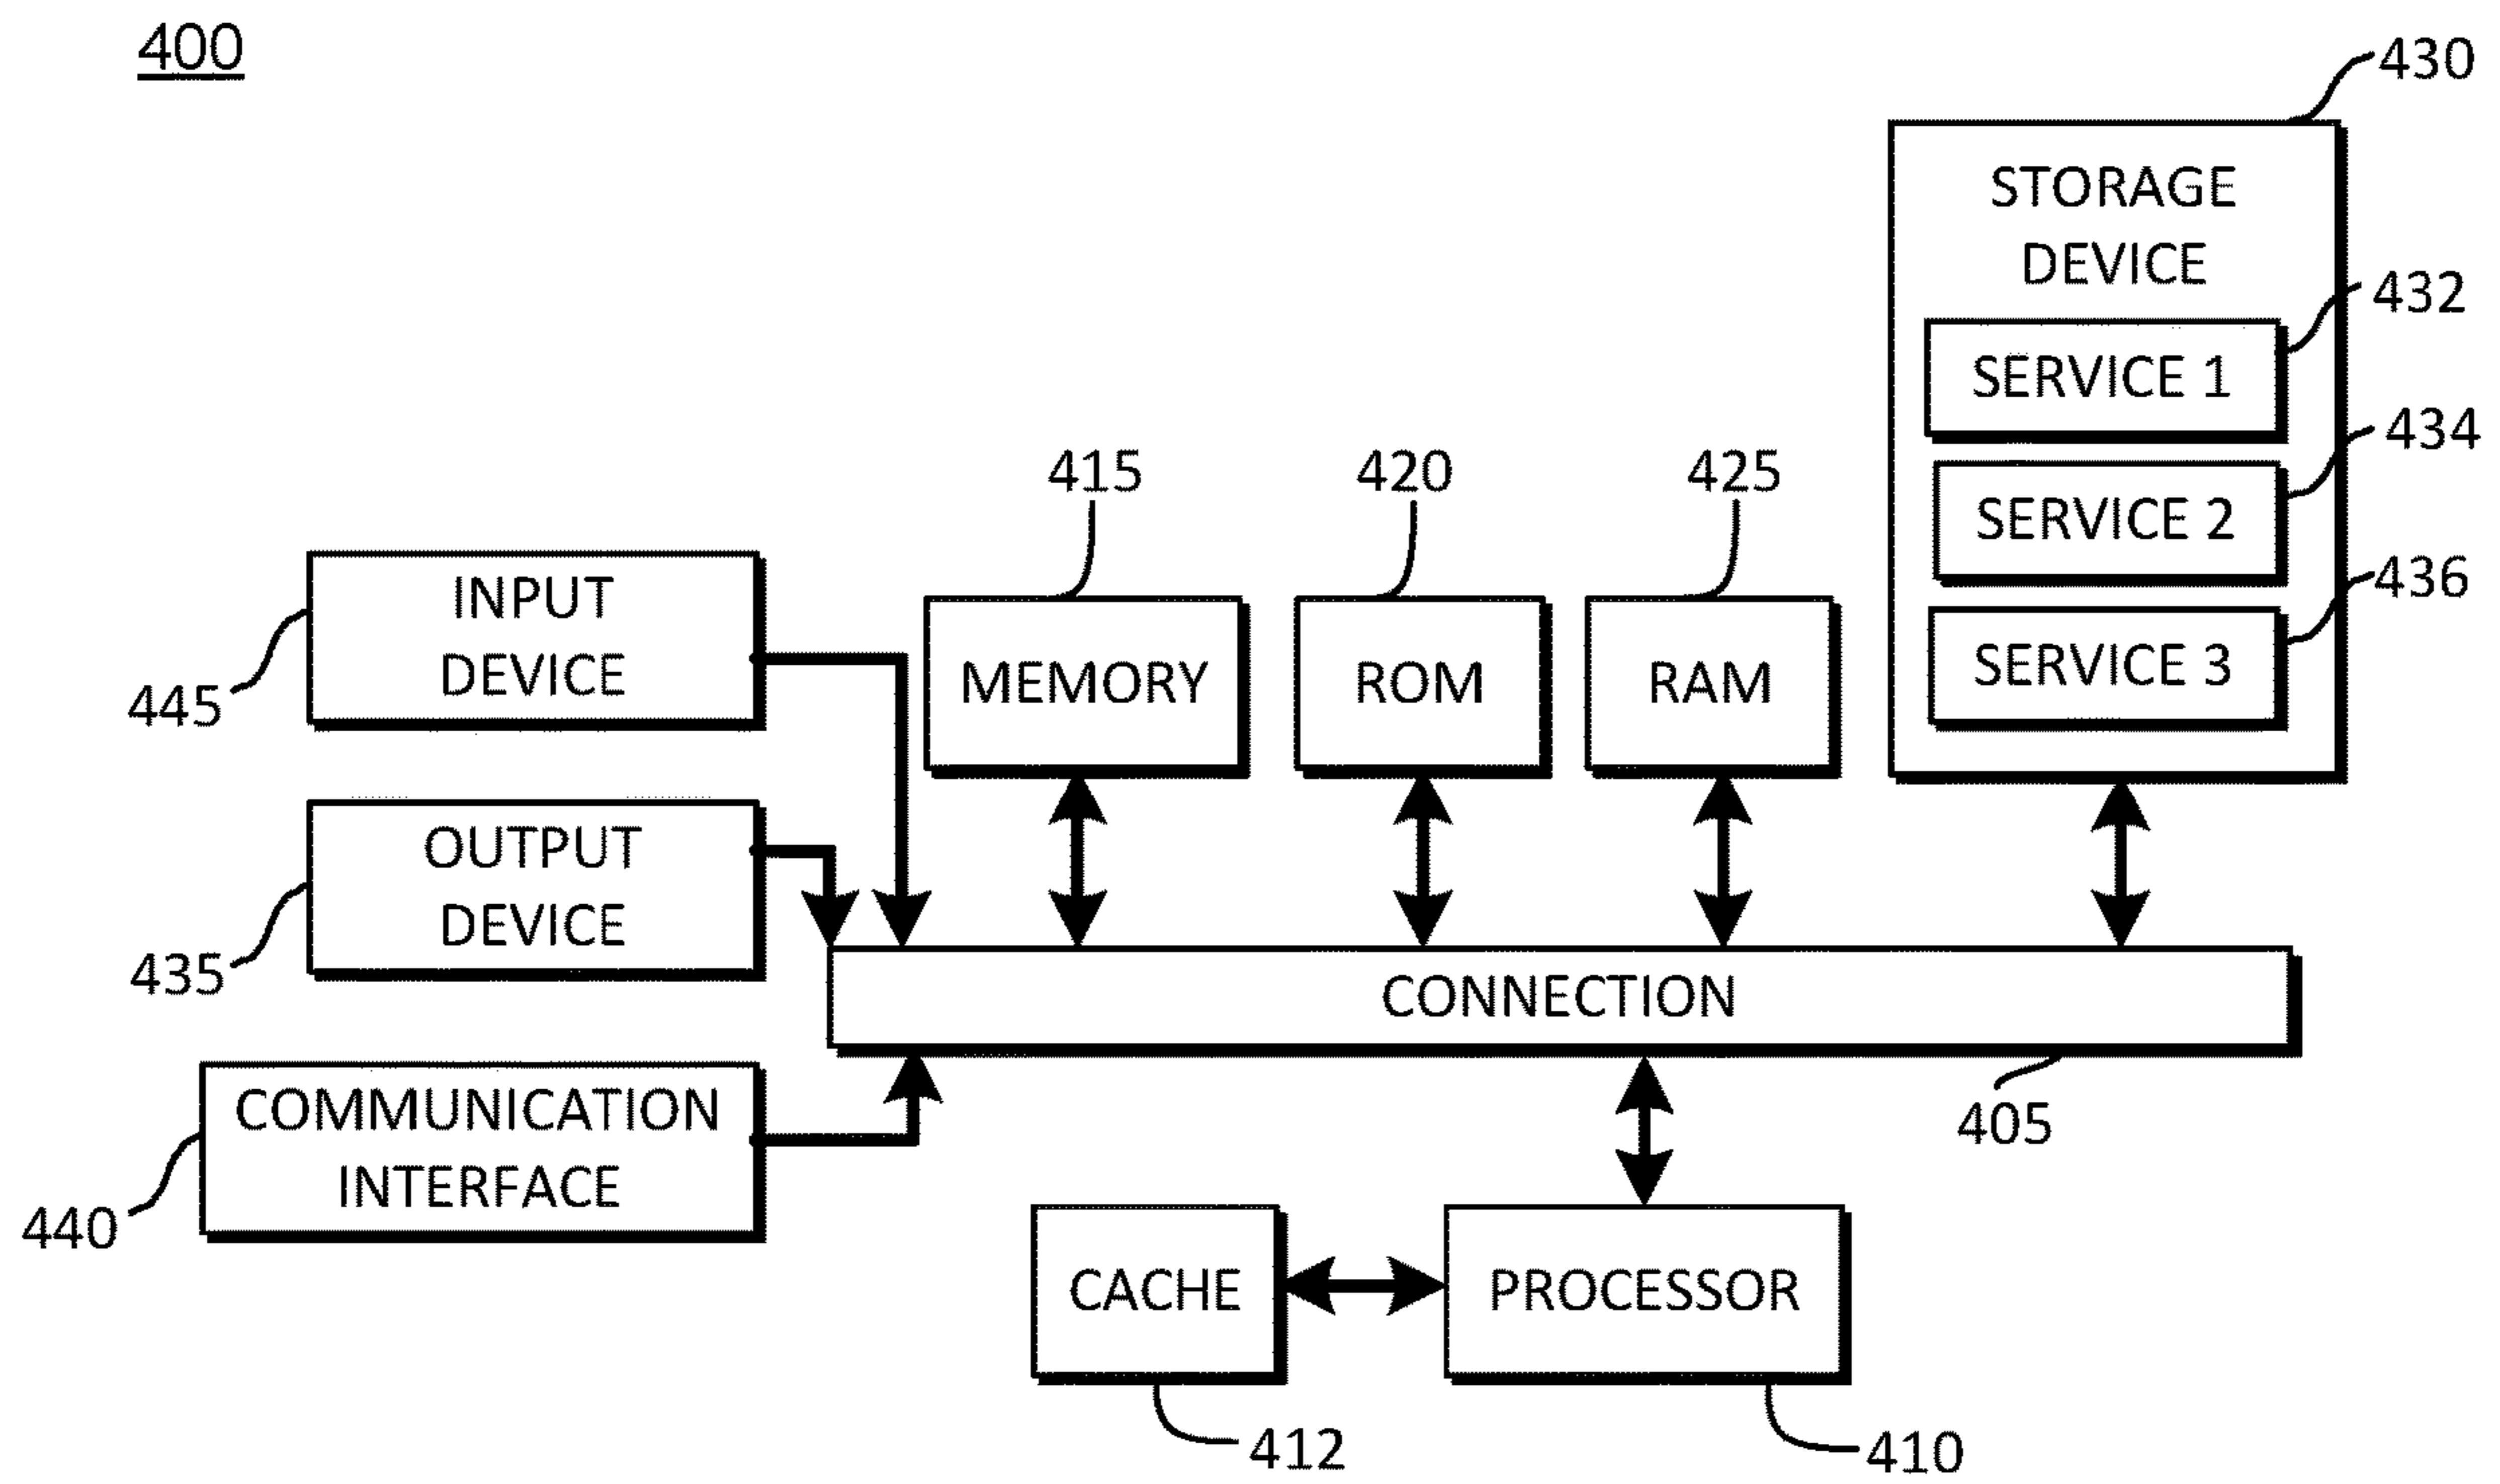 400
430
STORAGE
DEVICE
432
SERVICE 1
434
SERVICE 2
436
SERVICE 3
415
420
425
INPUT
DEVICE
445
MEMORY
ROM
RAM
OUTPUT
DEVICE
435
CONNECTION
405
COMMUNICATION
INTERFACE
440
CACHE
PROCESSOR
412
410